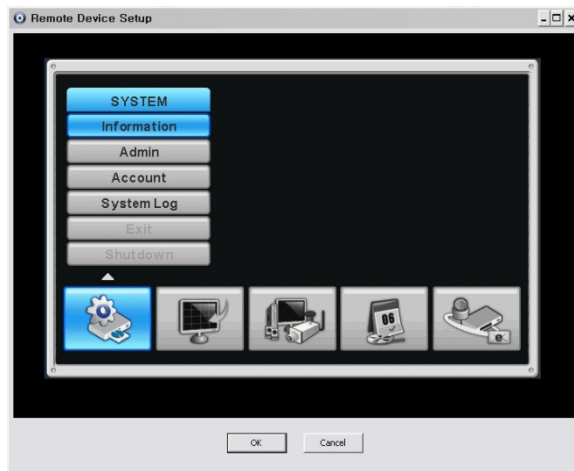 Remote Device Setup
SYSTEM
Information
Admin
Account
System Log
Exit
Shutdown
06
e
OK
Cancel